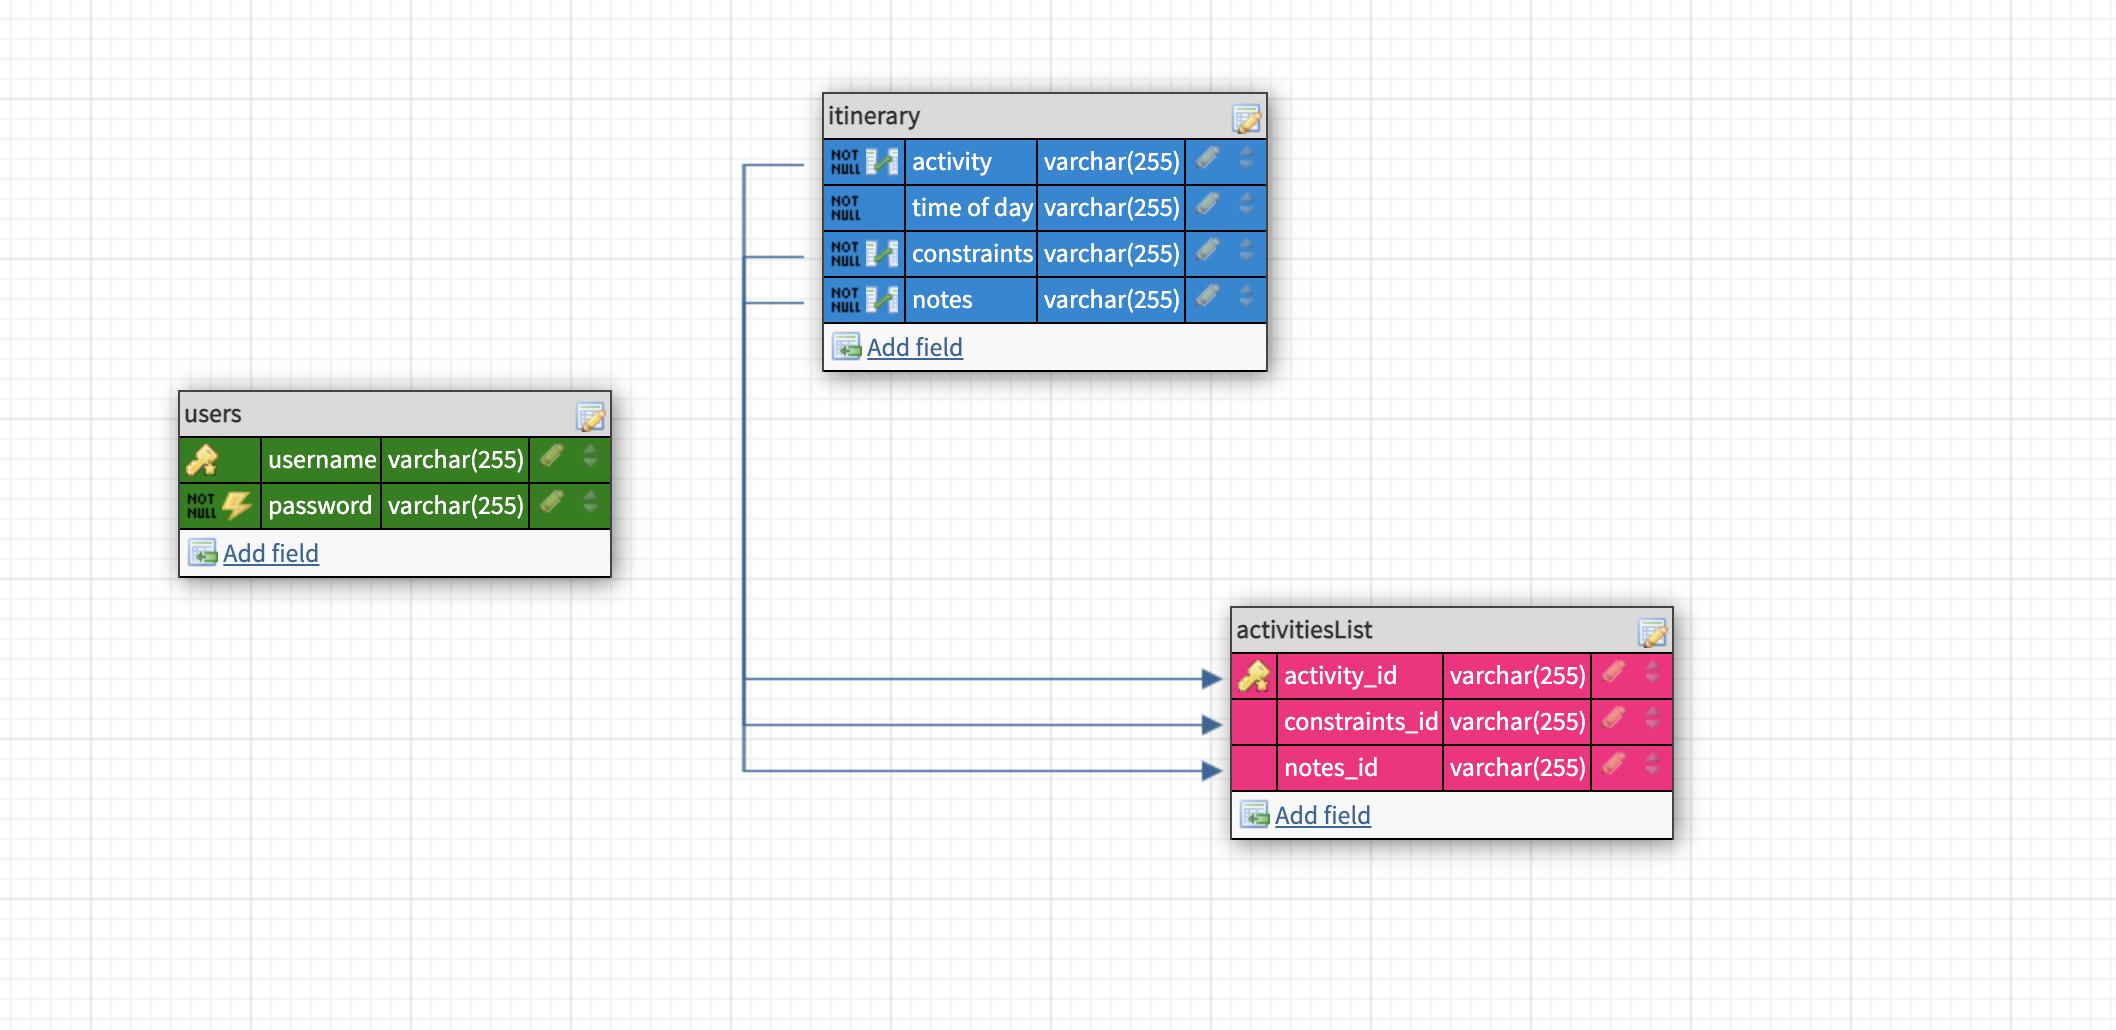 itinerary
NOT NULL activity varchar(255)
NOT NULL time of day varchar(255)
NOT NULL constraints varchar(255)
NOT NULL notes varchar(255)
Add field
users
username varchar(255)
NOT NULL password varchar(255)
Add field
activitiesList
activity_id varchar(255)
constraints_id varchar(255)
notes_id varchar(255)
Add field